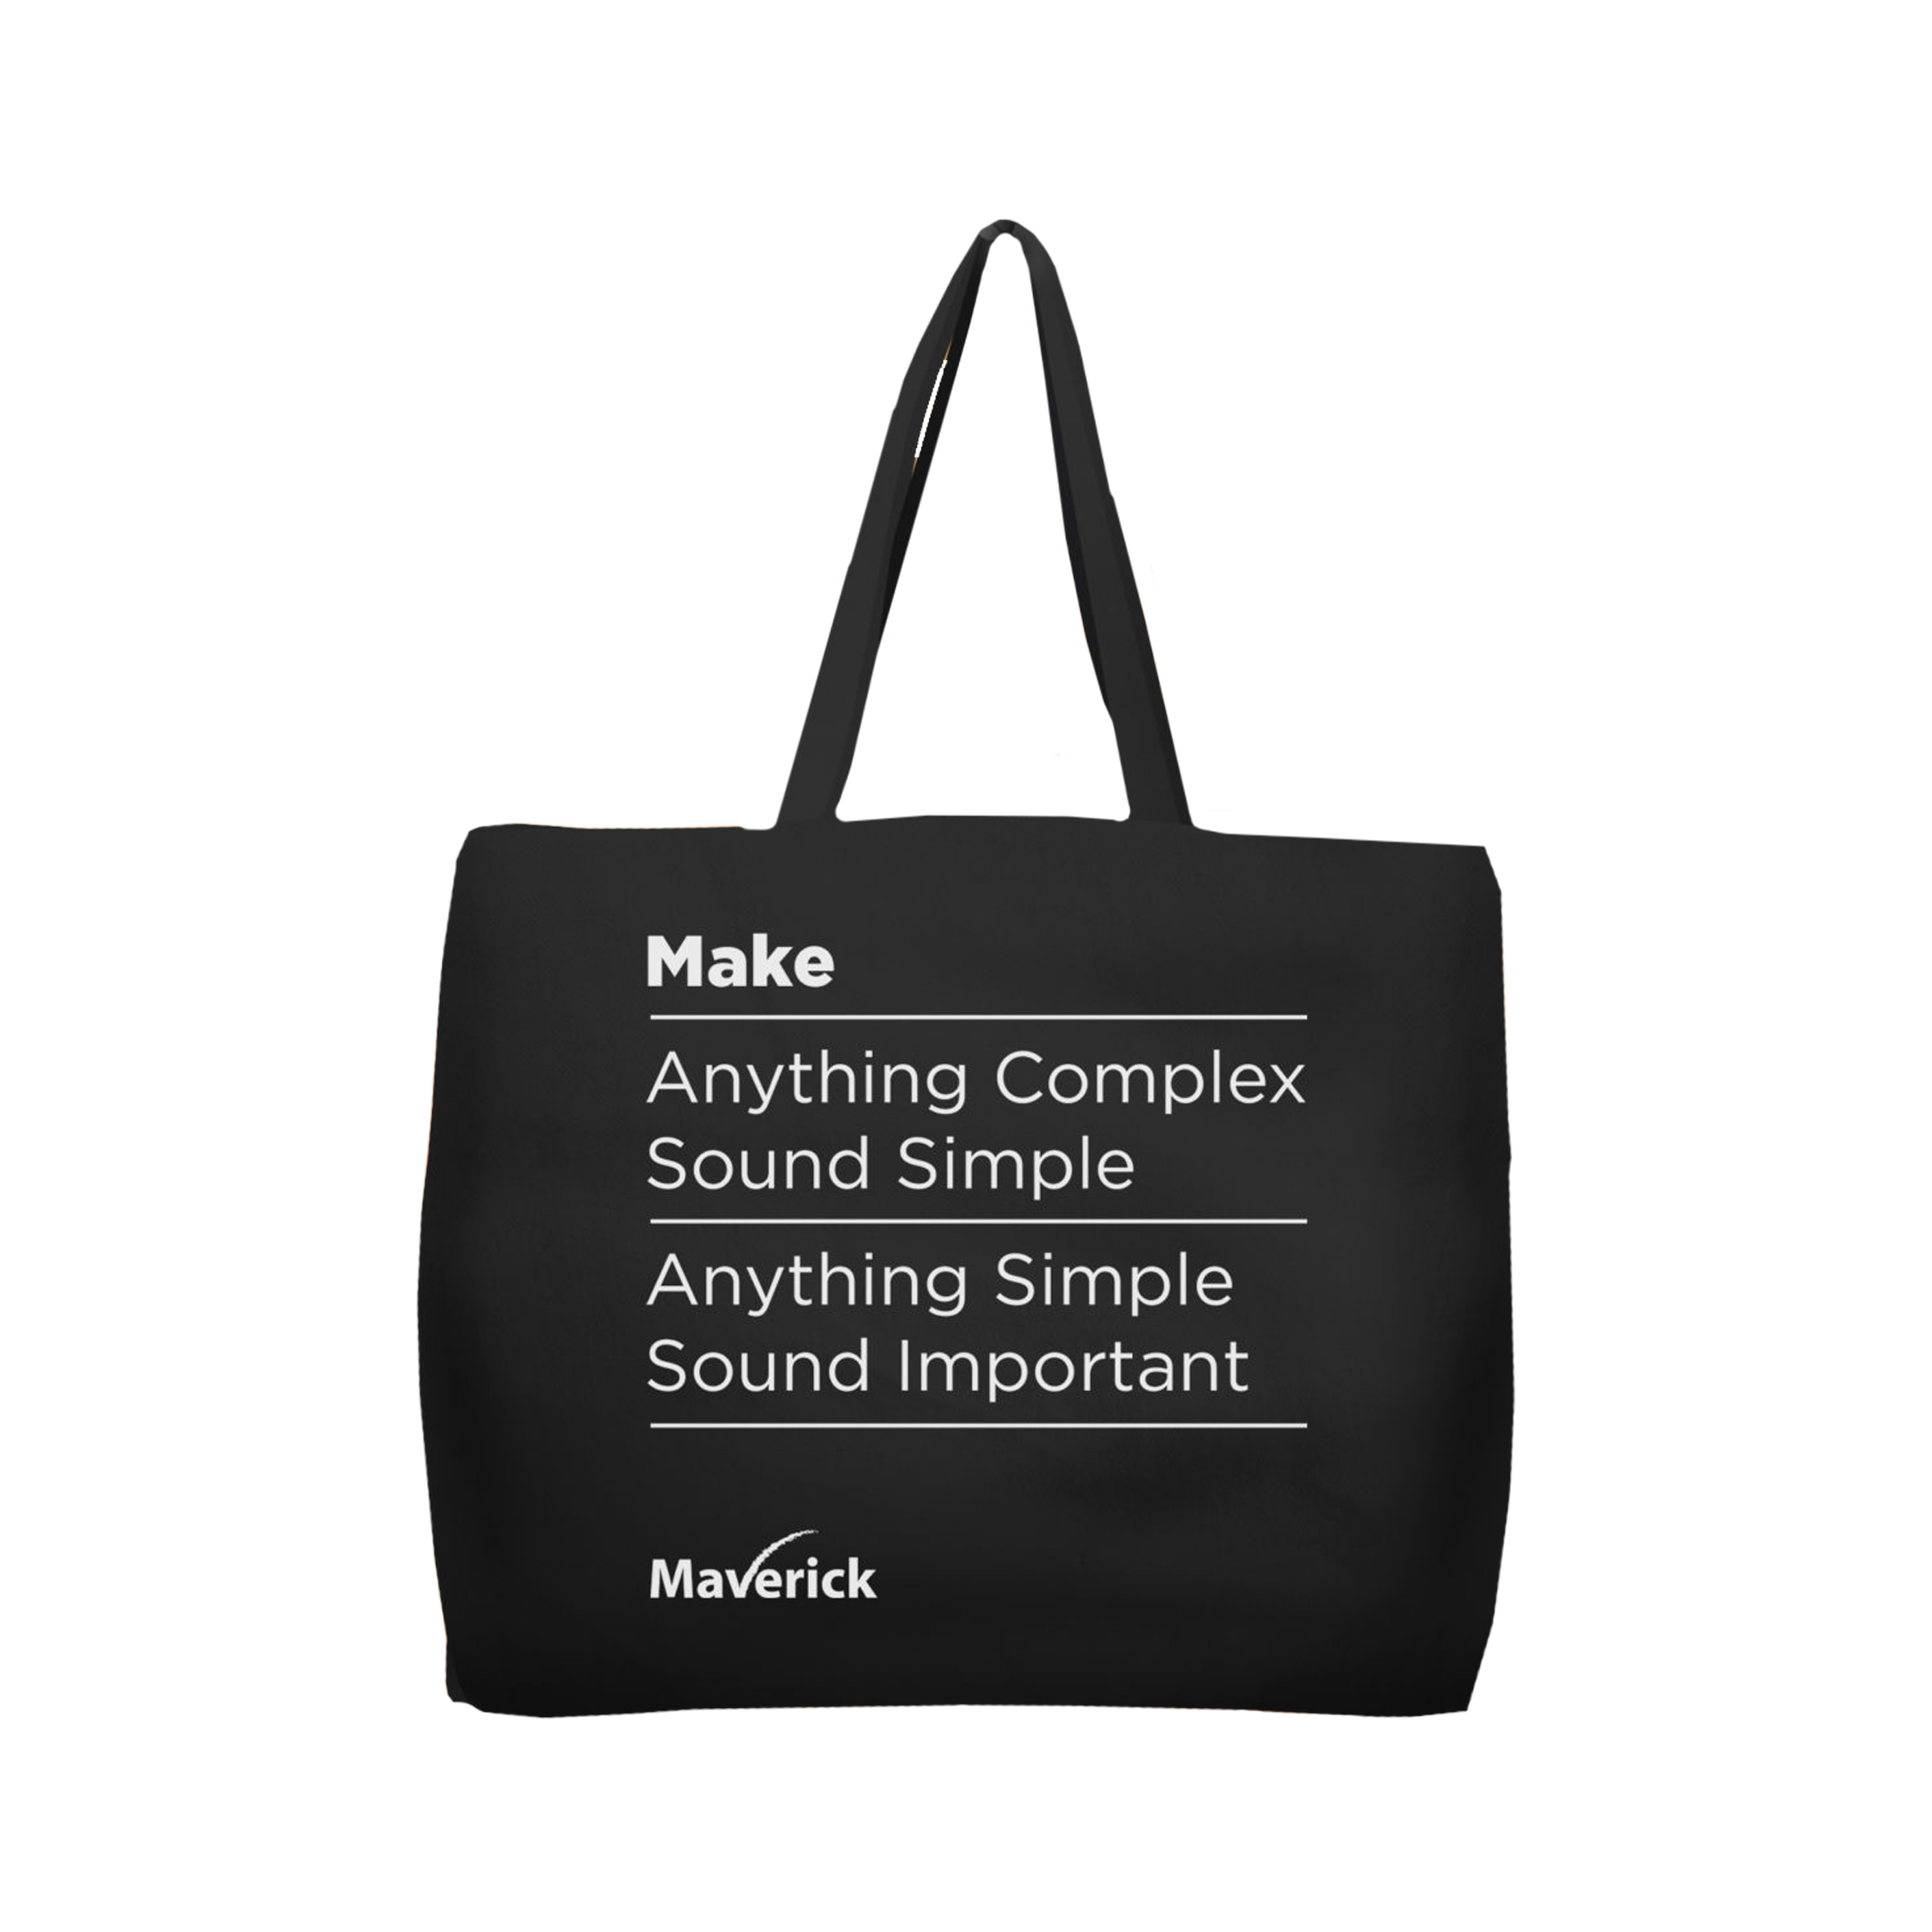 Make
Anything Complex
Sound Simple
Anything Simple
Sound Important
Maverick